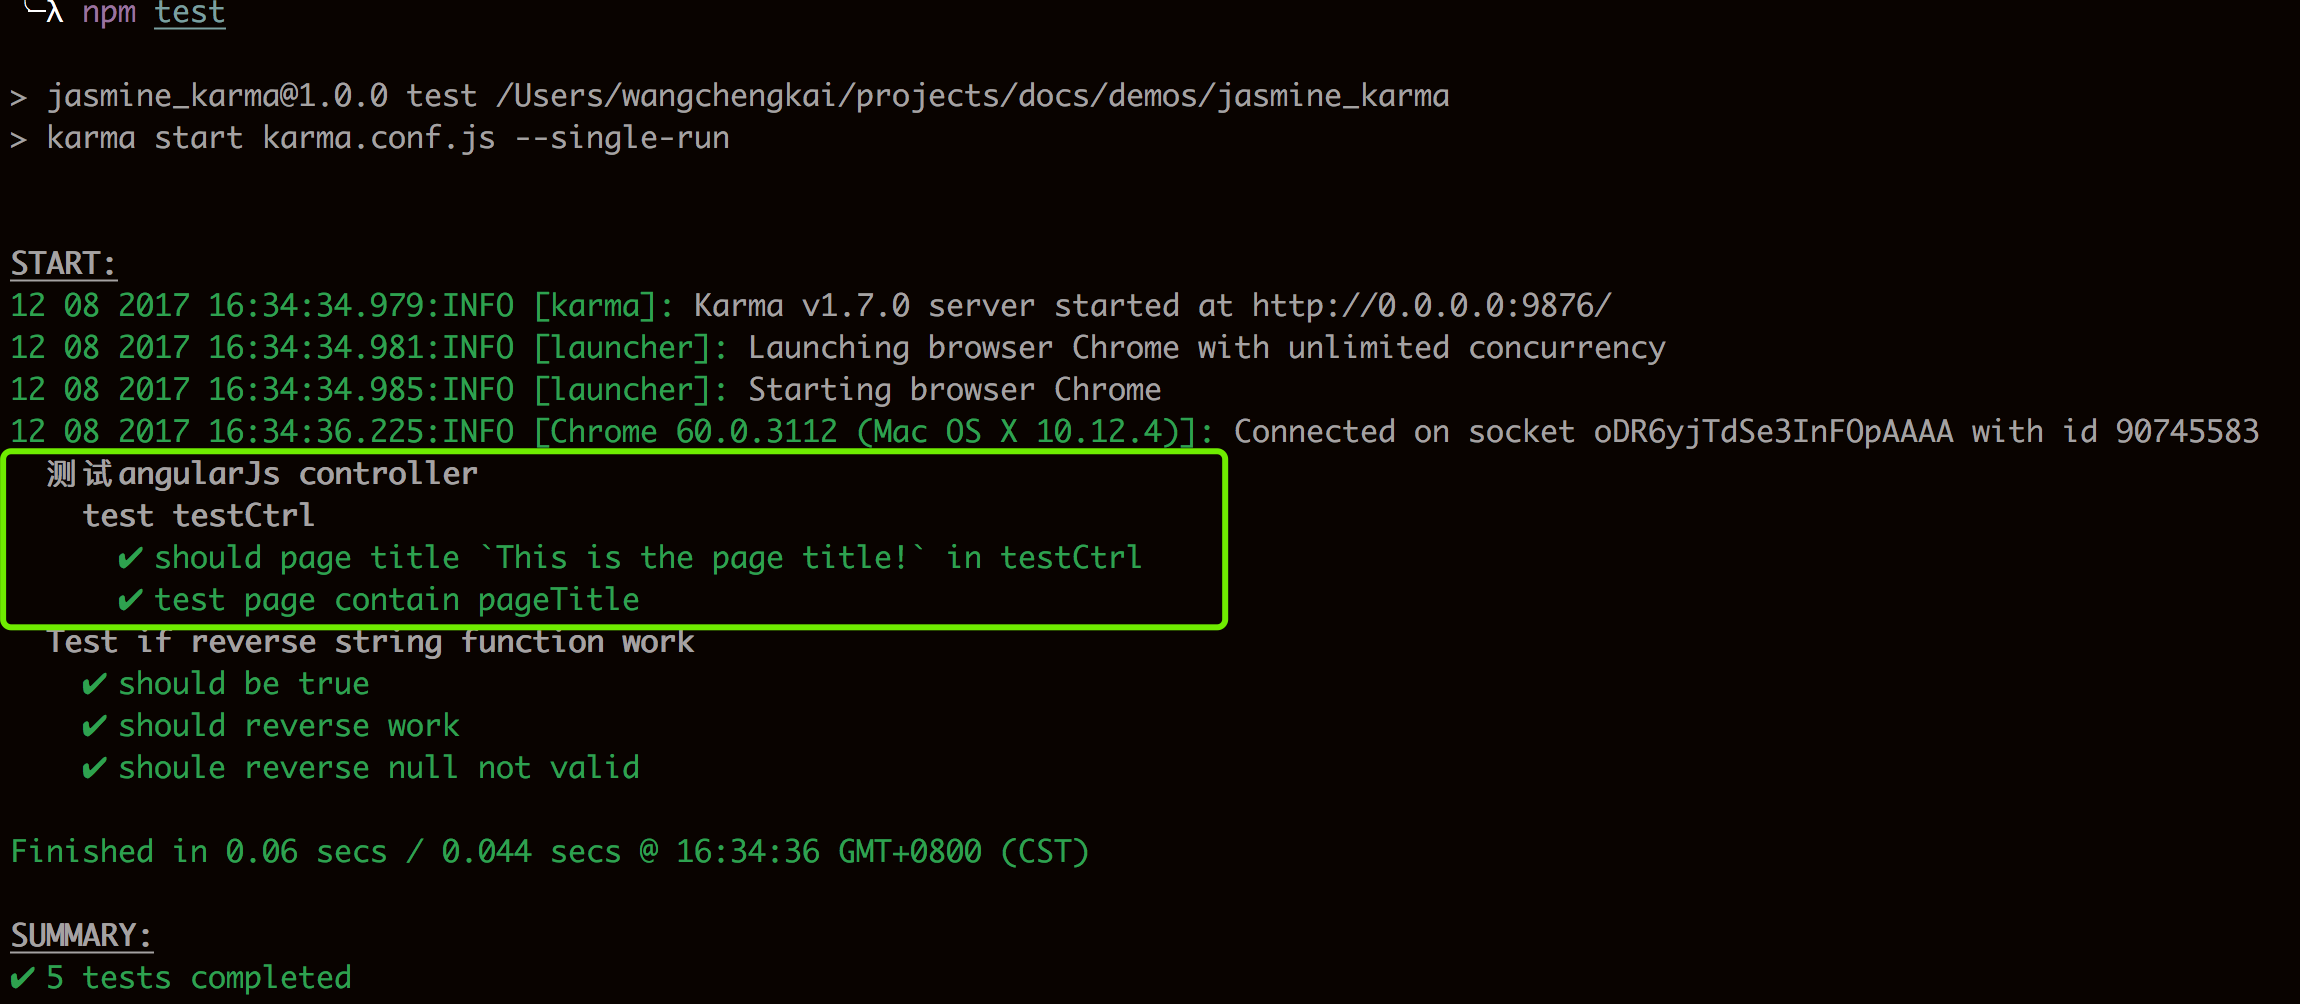 λ npm test
> jasmine_karma@1.0.0 test /Users/wangchengkai/projects/docs/demos/jasmine_karma
> karma start karma.conf.js --single-run
START:
12 08 2017 16:34:34.979:INFO [karma]: Karma v1.7.0 server started at http://0.0.0.0:9876/
12 08 2017 16:34:34.981:INFO [launcher]: Launching browser Chrome with unlimited concurrency
12 08 2017 16:34:34.985:INFO [launcher]: Starting browser Chrome
12 08 2017 16:34:36.225:INFO [Chrome 60.0.3112 (Mac OS X 10.12.4)]: Connected on socket oDR6yjTdSe3InFOpAAAA with id 90745583
测试angularJs controller
test testCtrl
✔ should page title `This is the page title!` in testCtrl
✔ test page contain pageTitle
Test if reverse string function work
✔ should be true
✔ should reverse work
✔ shoule reverse null not valid
Finished in 0.06 secs / 0.044 secs @ 16:34:36 GMT+0800 (CST)
SUMMARY:
✔ 5 tests completed